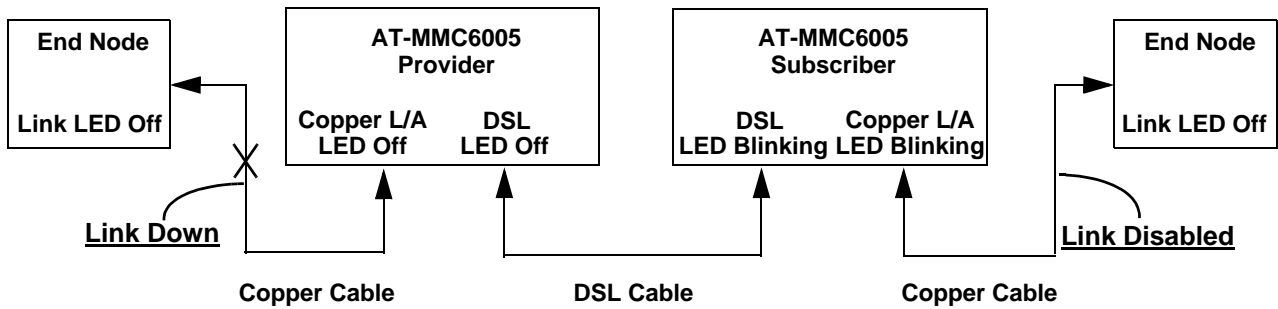 End Node
Link LED Off
AT-MMC6005
Provider
Copper L/A
LED Off
DSL
LED Off
AT-MMC6005
Subscriber
DSL
LED Blinking
Copper L/A
LED Blinking
End Node
Link LED Off
Link Down
Link Disabled
Copper Cable
DSL Cable
Copper Cable